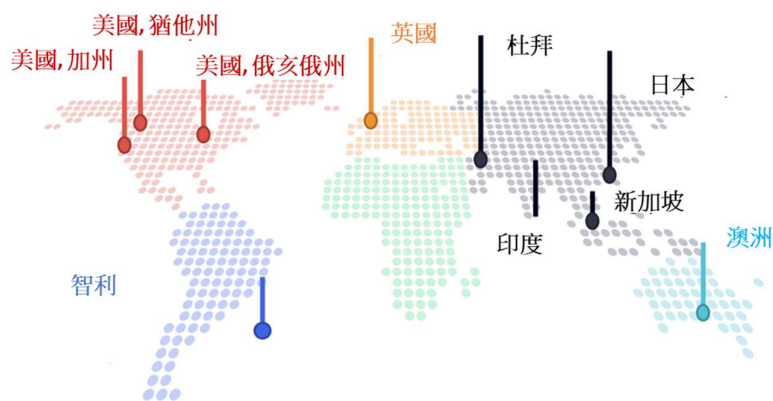 美國, 猶他州
美國, 加州
美國, 俄亥俄州
英國
杜拜
日本
新加坡
印度
澳洲
智利